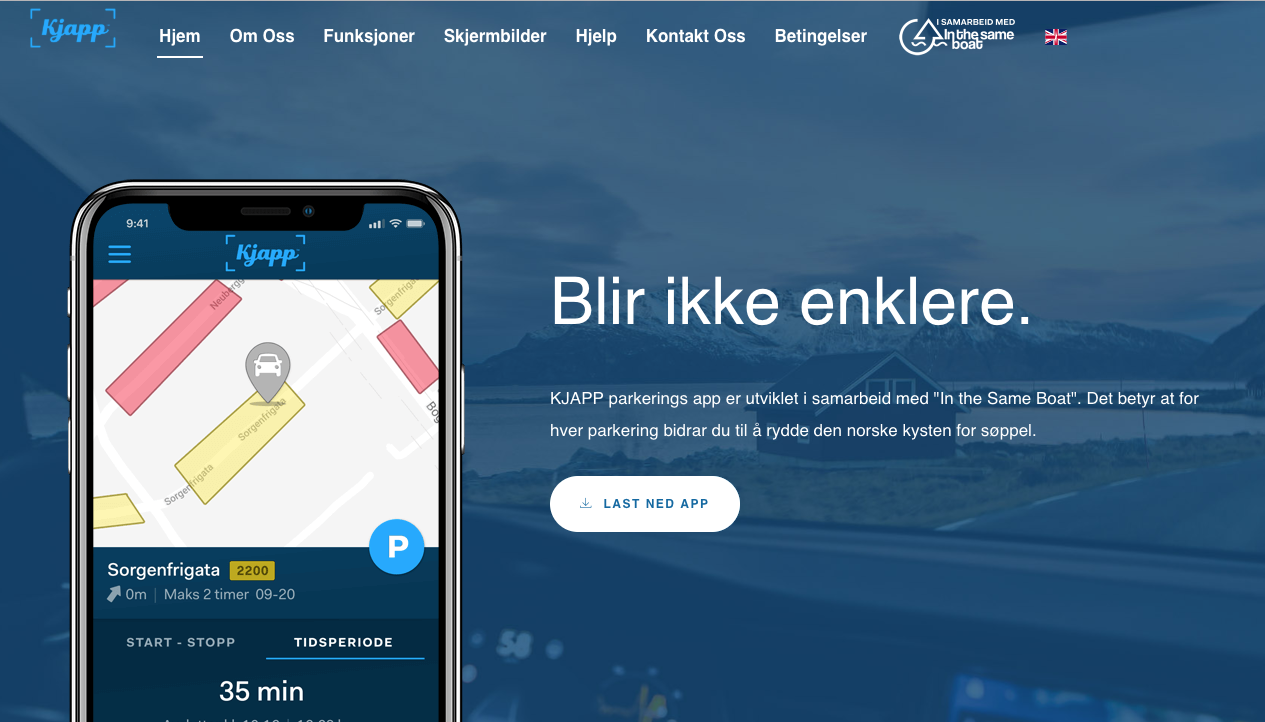 Kjapp
Hjem
Om Oss
Funksjoner
Skjermbilder
Hjelp
Kontakt Oss
Betingelser
I SAMARBEID MED
In the same
boat
9:41
Kjapp
Sorgenfrigata
Sorgenfrigata
Sorgenfrigata
P
Sorgenfrigata 2200
0m | Maks 2 timer 09-20
START - STOPP
TIDSPERIODE
35 min
Blir ikke enklere.
KJAPP parkerings app er utviklet i samarbeid med "In the Same Boat". Det betyr at for
hver parkering bidrar du til å rydde den norske kysten for søppel.
LAST NED APP
58